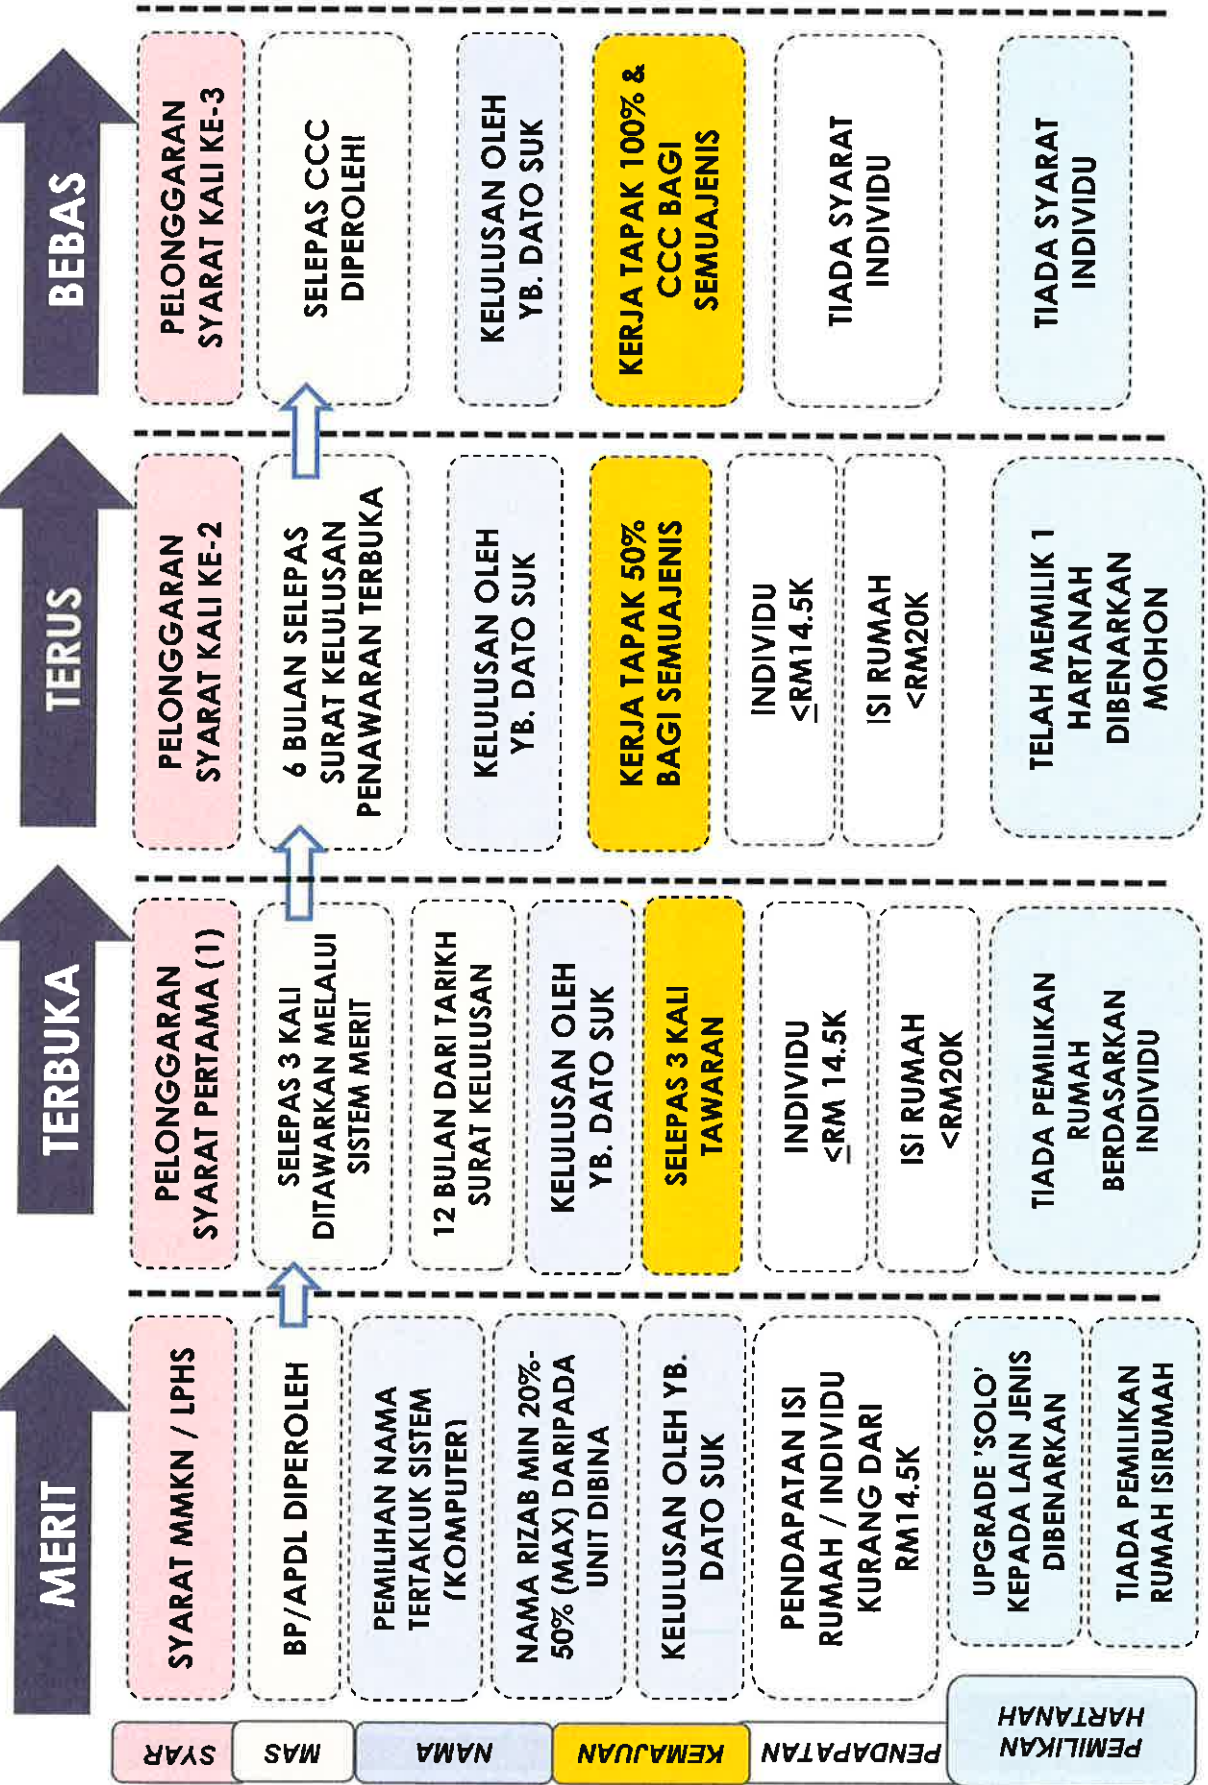 MERIT
TERBUKA
TERUS
BEBAS
SYAR
SYARAT MMKN / LPHS
PELONGGARAN
SYARAT PERTAMA (1)
PELONGGARAN
SYARAT KALI KE-2
PELONGGARAN
SYARAT KALI KE-3
MAS
BP/APDL DIPEROLEH
SELEPAS 3 KALI
DITAWARKAN MELALUI
SISTEM MERIT
12 BULAN DARI TARIKH
SURAT KELULUSAN
6 BULAN SELEPAS
SURAT KELULUSAN
PENAWARAN TERBUKA
SELEPAS CCC
DIPEROLEHI
NAMA
PEMILIHAN NAMA
TERTAKLUK SISTEM
(KOMPUTER)
NAMA RIZAB MIN 20%-
50% (MAX) DARIPADA
UNIT DIBINA
KELULUSAN OLEH YB.
DATO SUK
KELULUSAN OLEH
YB. DATO SUK
KELULUSAN OLEH
YB. DATO SUK
KELULUSAN OLEH
YB. DATO SUK
KEMAJUAN
SELEPAS 3 KALI
TAWARAN
KERJA TAPAK 50%
BAGI SEMUAJENIS
KERJA TAPAK 100% &
CCC BAGI
SEMUAJENIS
PENDAPATAN
PENDAPATAN ISI
RUMAH / INDIVIDU
KURANG DARI
RM14.5K
INDIVIDU
<RM 14.5K
ISI RUMAH
<RM20K
INDIVIDU
<RM14.5K
ISI RUMAH
<RM20K
TIADA SYARAT
INDIVIDU
PEMILIKAN
HARTANAH
UPGRADE 'SOLO'
KEPADA LAIN JENIS
DIBENARKAN
TIADA PEMILIKAN
RUMAH ISIRUMAH
TIADA PEMILIKAN
RUMAH
BERDASARKAN
INDIVIDU
TELAH MEMILIK 1
HARTANAH
DIBENARKAN
MOHON
TIADA SYARAT
INDIVIDU